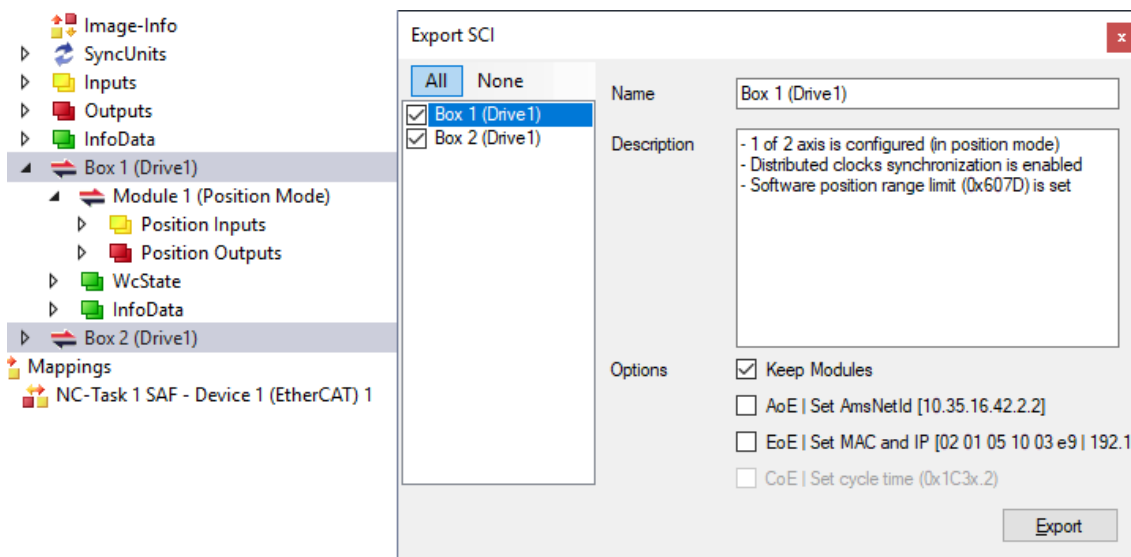 Image-Info
SyncUnits
Inputs
Outputs
InfoData
Box 1 (Drive1)
Module 1 (Position Mode)
Position Inputs
Position Outputs
WcState
InfoData
Box 2 (Drive1)
Mappings
NC-Task 1 SAF - Device 1 (EtherCAT) 1
Export SCI
x
All None
Box 1 (Drive1)
Box 2 (Drive1)
Name
Box 1 (Drive1)
Description
- 1 of 2 axis is configured (in position mode)
- Distributed clocks synchronization is enabled
- Software position range limit (0x607D) is set
Options
Keep Modules
AoE | Set AmsNetId [10.35.16.42.2.2]
EoE | Set MAC and IP [02 01 05 10 03 e9 | 192.1
CoE | Set cycle time (0x1C3x.2)
Export